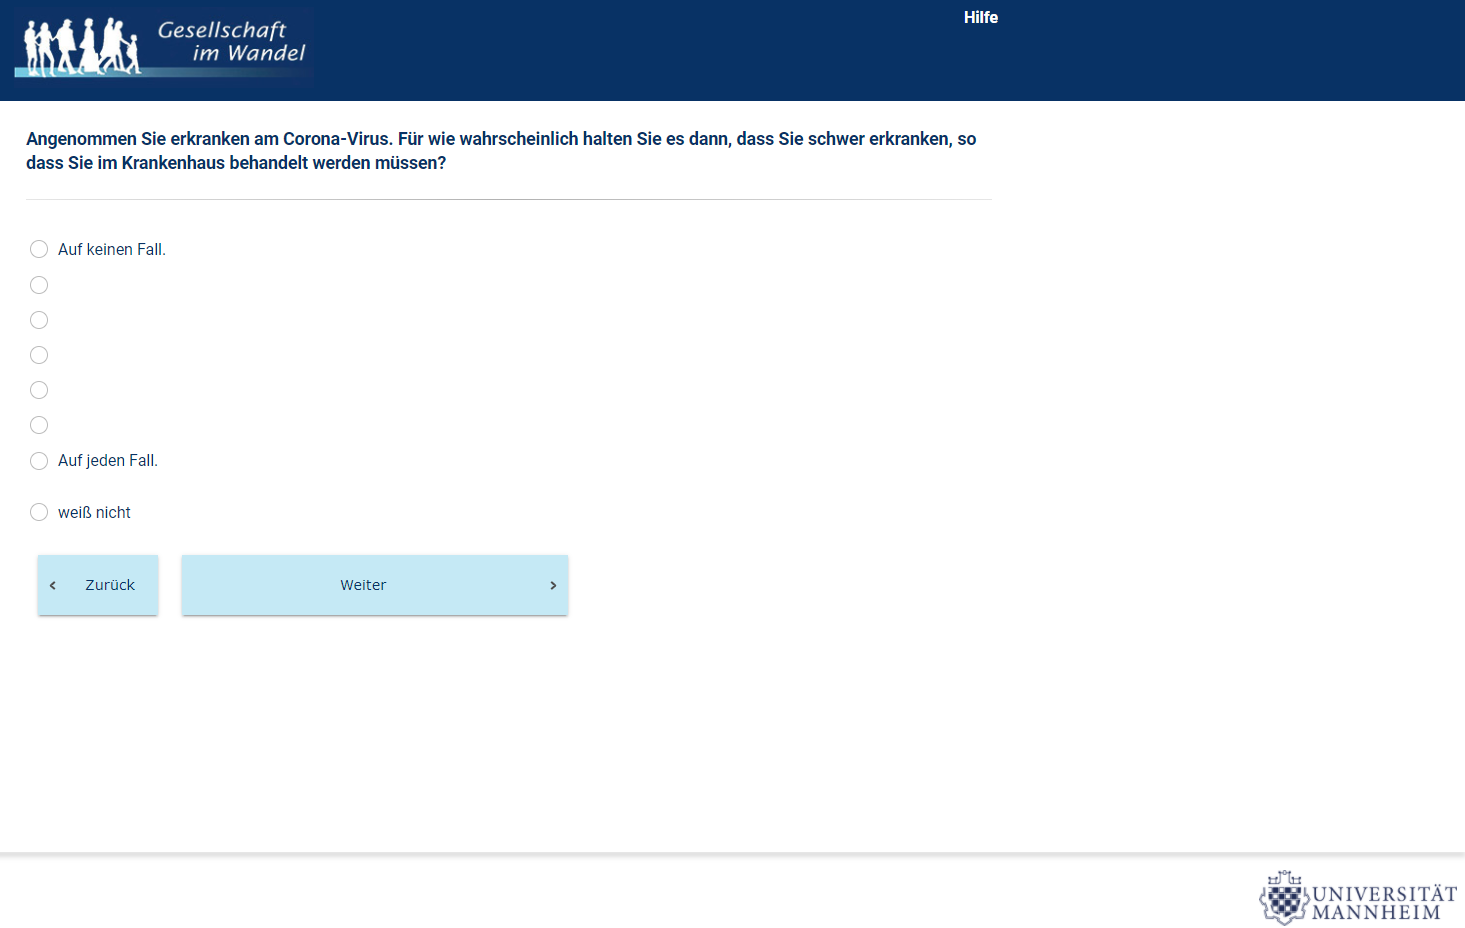 Gesellschaft
im Wandel
Hilfe
Angenommen Sie erkranken am Corona-Virus. Für wie wahrscheinlich halten Sie es dann, dass Sie schwer erkranken, so
dass Sie im Krankenhaus behandelt werden müssen?
Auf keinen Fall.
Auf jeden Fall.
weiß nicht
Zurück
Weiter
UNIVERSITÄT
MANNHEIM